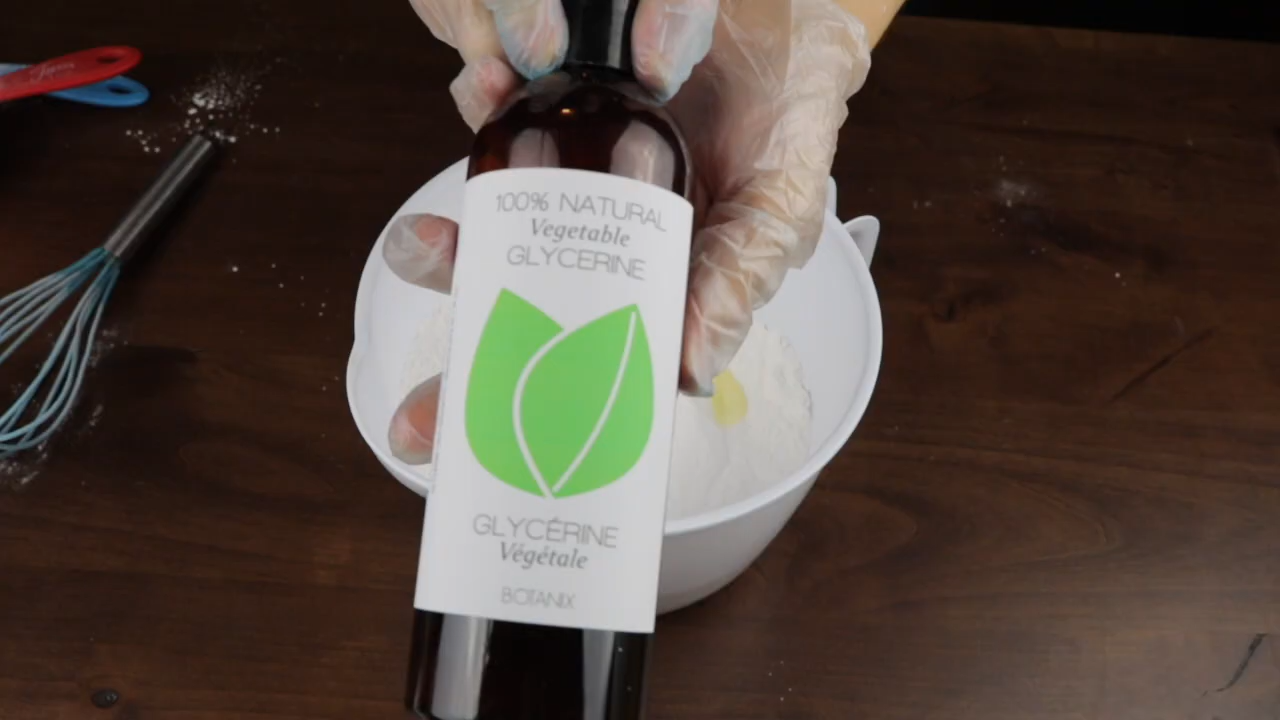 100% NATURAL
Vegetable
GLYCERINE
GLYCÉRINE
Végétale
BOTANIX